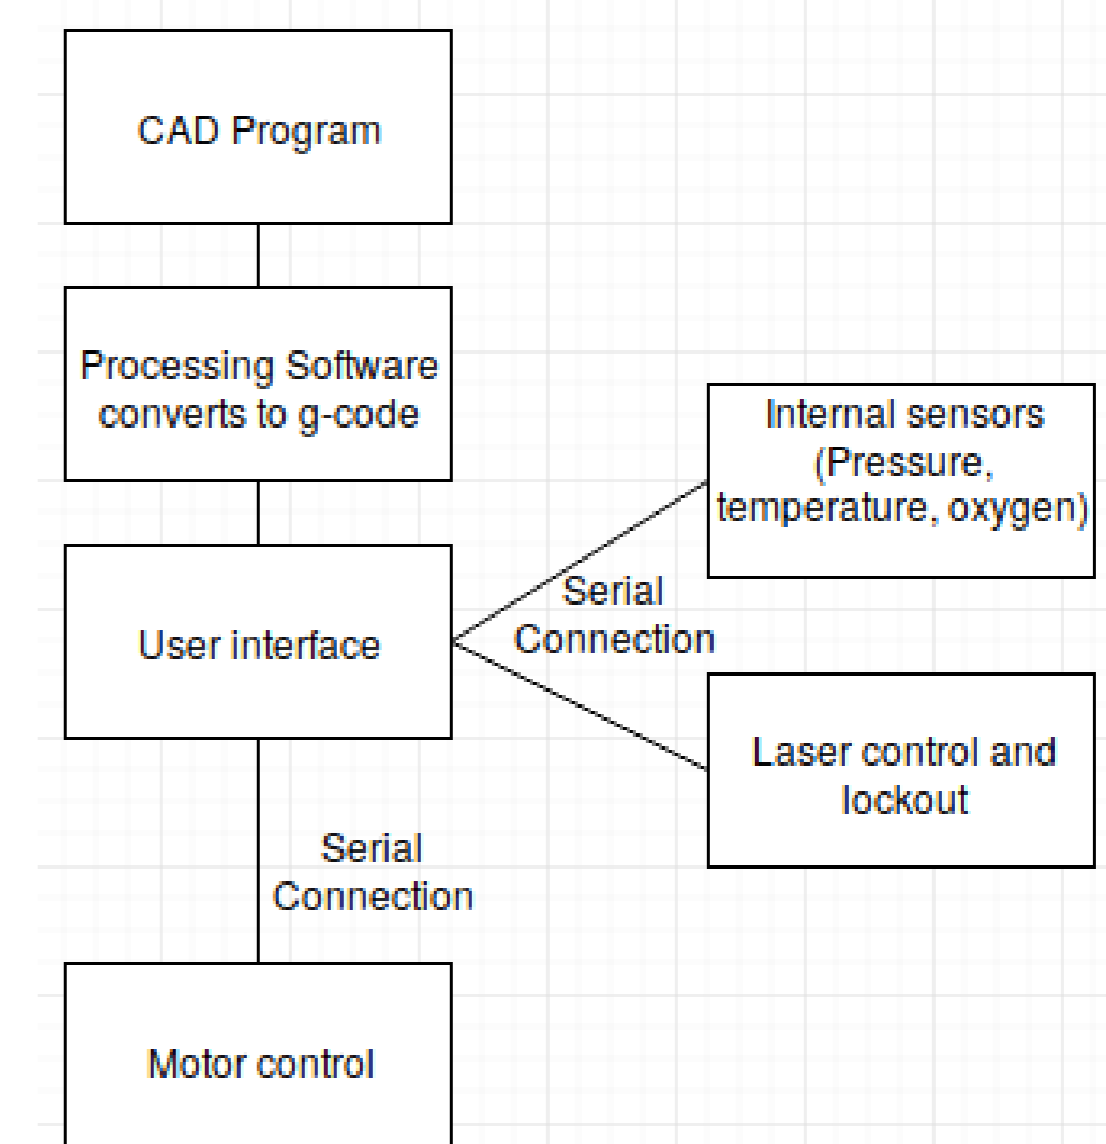 CAD Program
Processing Software
converts to g-code
Internal sensors
(Pressure,
temperature, oxygen)
Serial
Connection
User interface
Laser control and
lockout
Serial
Connection
Motor control